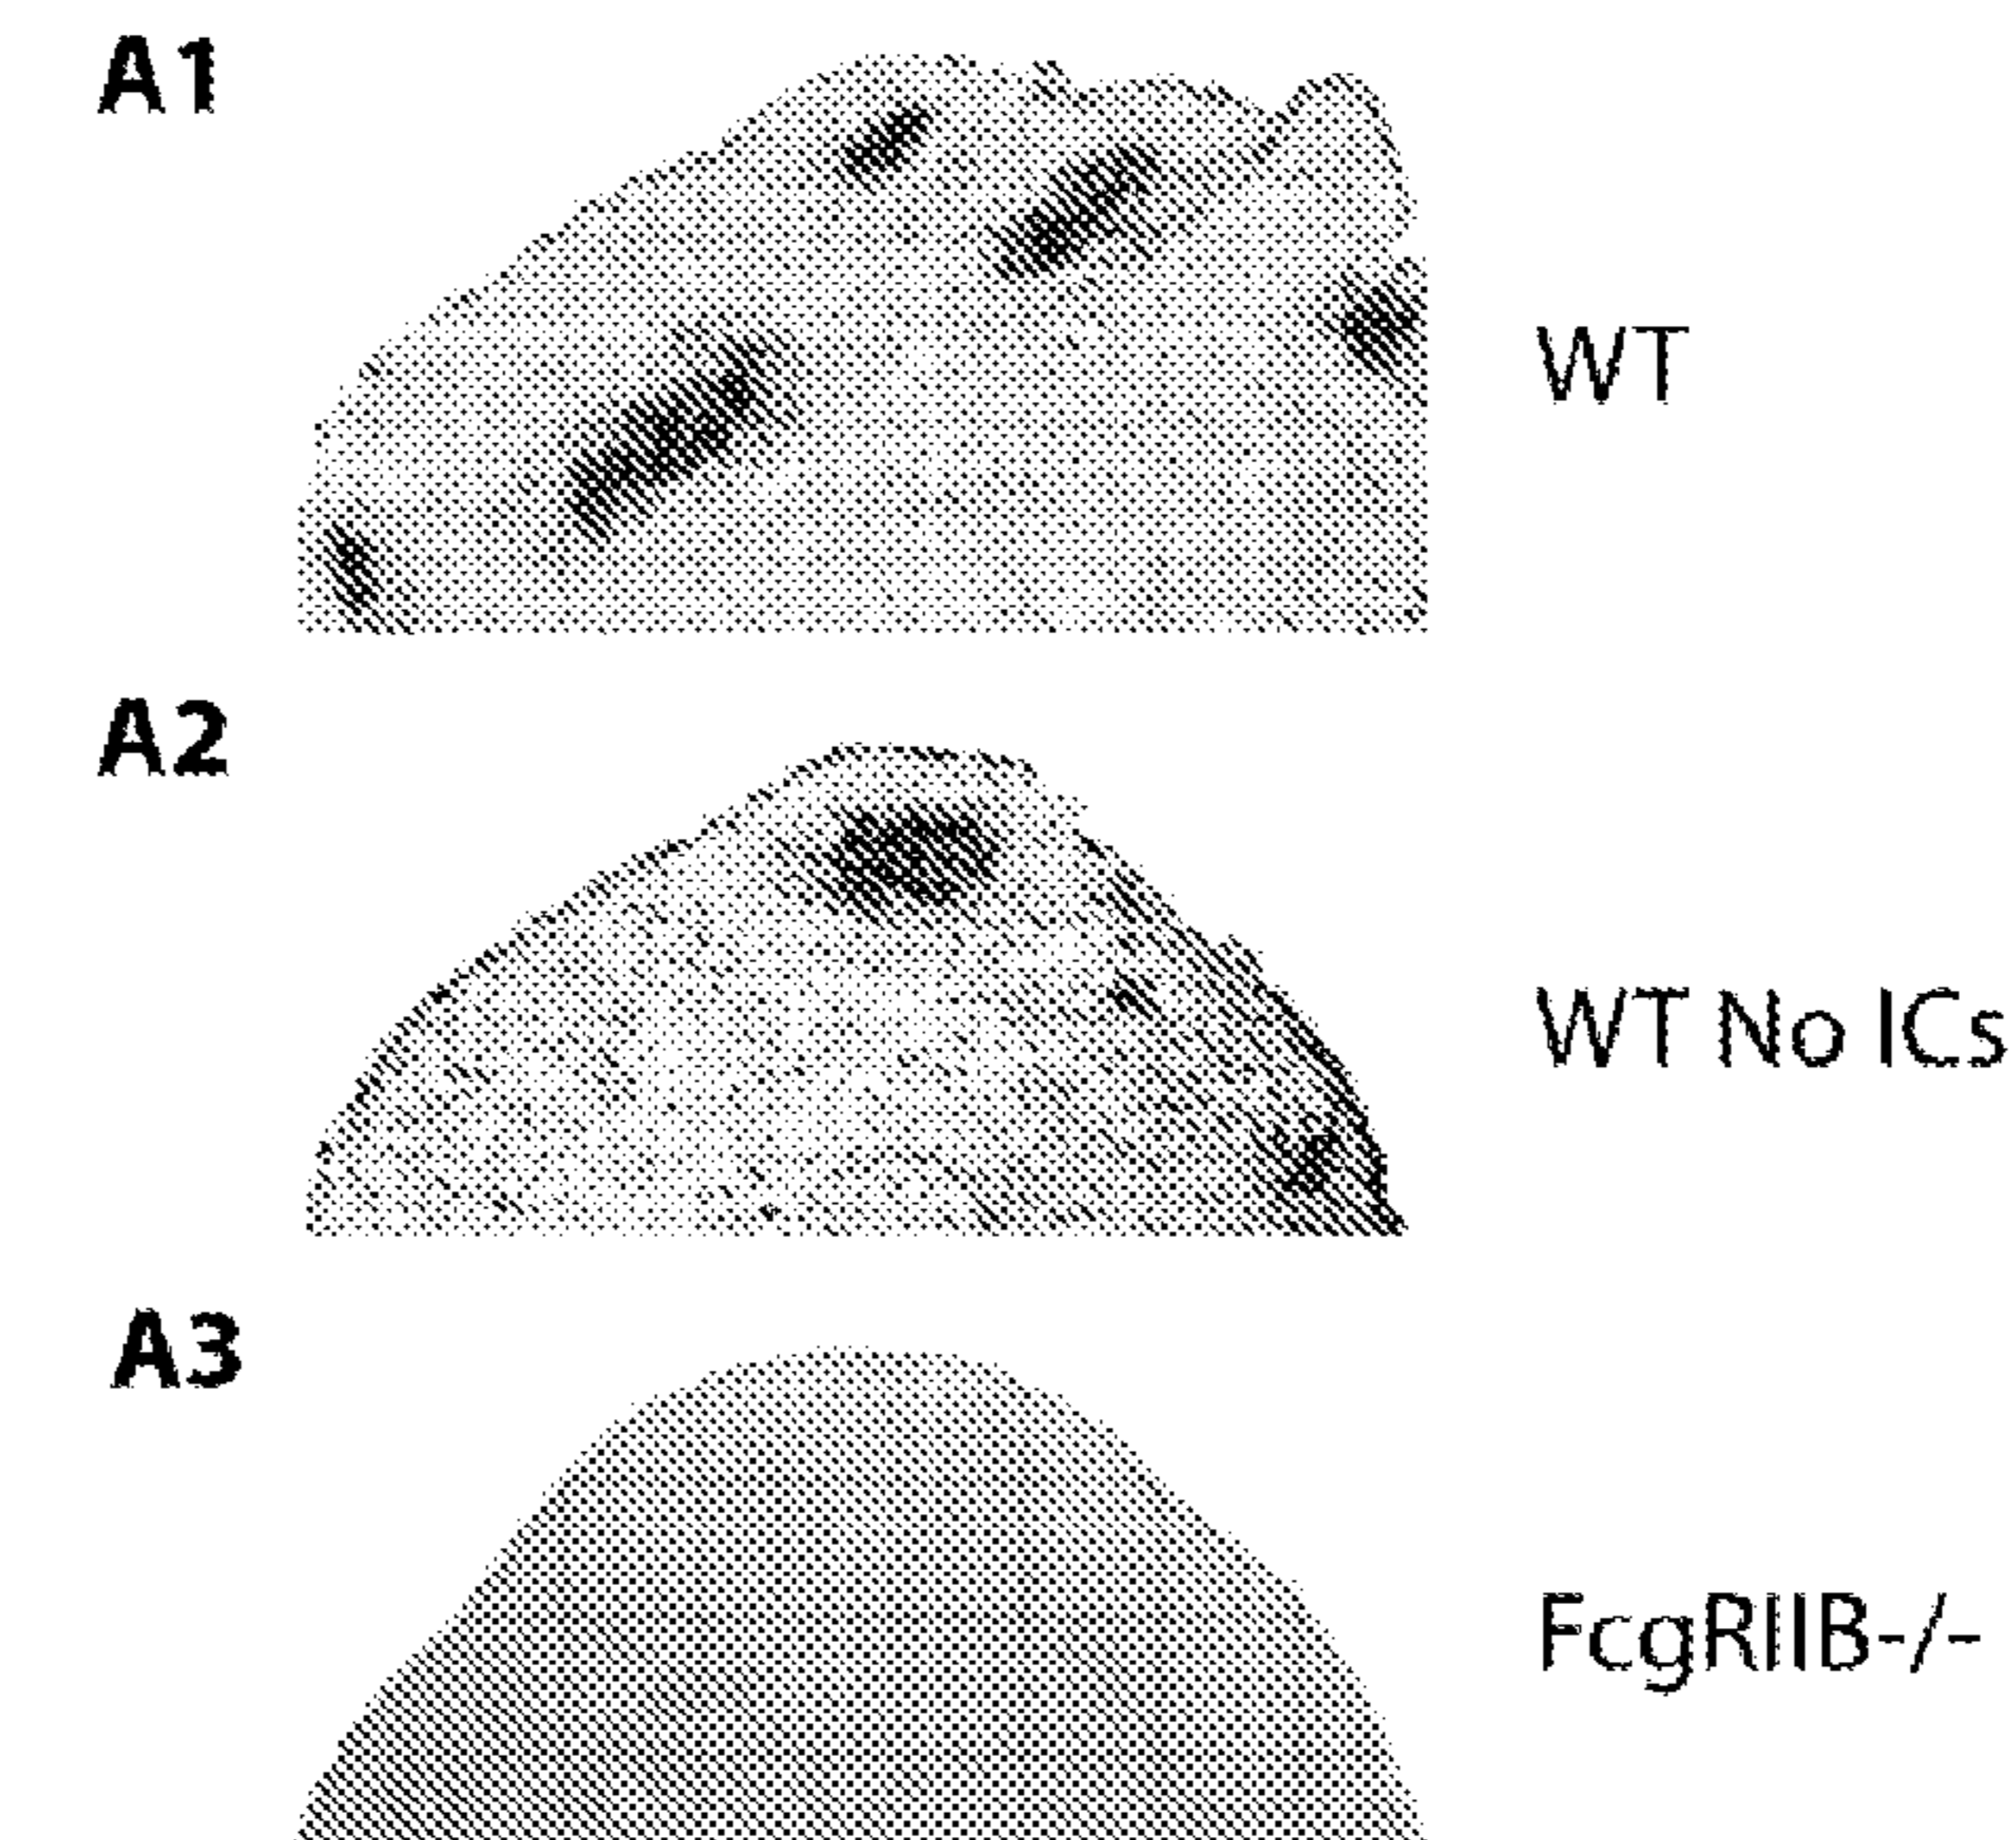 A1
WT
A2
WT No ICs
A3
FcgRIIB-/-